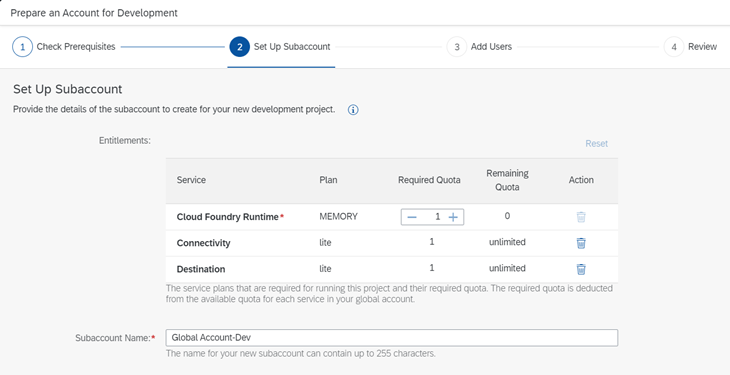 Prepare an Account for Development
1 Check Prerequisites 2 Set Up Subaccount 3 Add Users 4 Review
Set Up Subaccount
Provide the details of the subaccount to create for your new development project. i
Entitlements:
Reset
Service Plan Required Quota Remaining Quota Action
Cloud Foundry Runtime* MEMORY − 1 + 0
Connectivity lite 1 unlimited
Destination lite 1 unlimited
The service plans that are required for running this project and their required quota. The required quota is deducted
from the available quota for each service in your global account.
Subaccount Name:* Global Account-Dev
The name for your new subaccount can contain up to 255 characters.